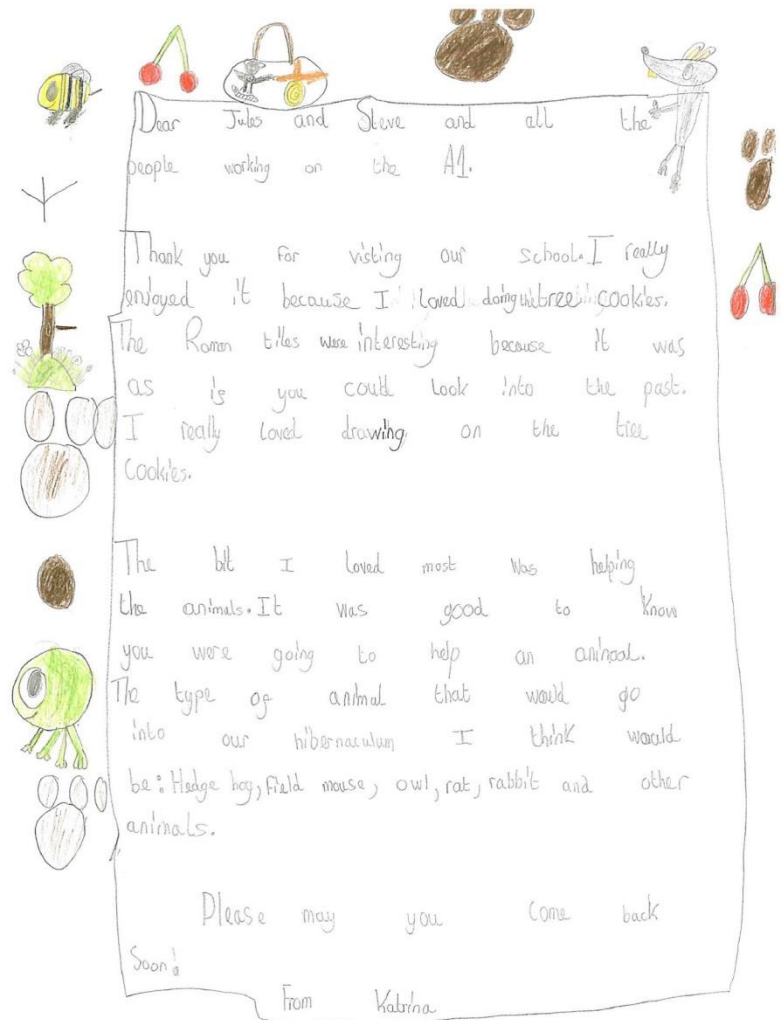 Dear Jules and Steve and all the
people working on the A1.
Thank you for visting our school. I really
enjoyed it because I loved doing the tree cookies.
The Roman tiles were interesting because it was
as is you could look into the past.
I really loved drawing on the tree
cookies.
The bit I loved most was helping
the animals. It was good to know
you were going to help an animal.
The type of animal that would go
into our hibernaculum I think would
be: Hedge hog, field mouse, owl, rat, rabbit and other
animals.
Please may you come back
soon!
From Katrina